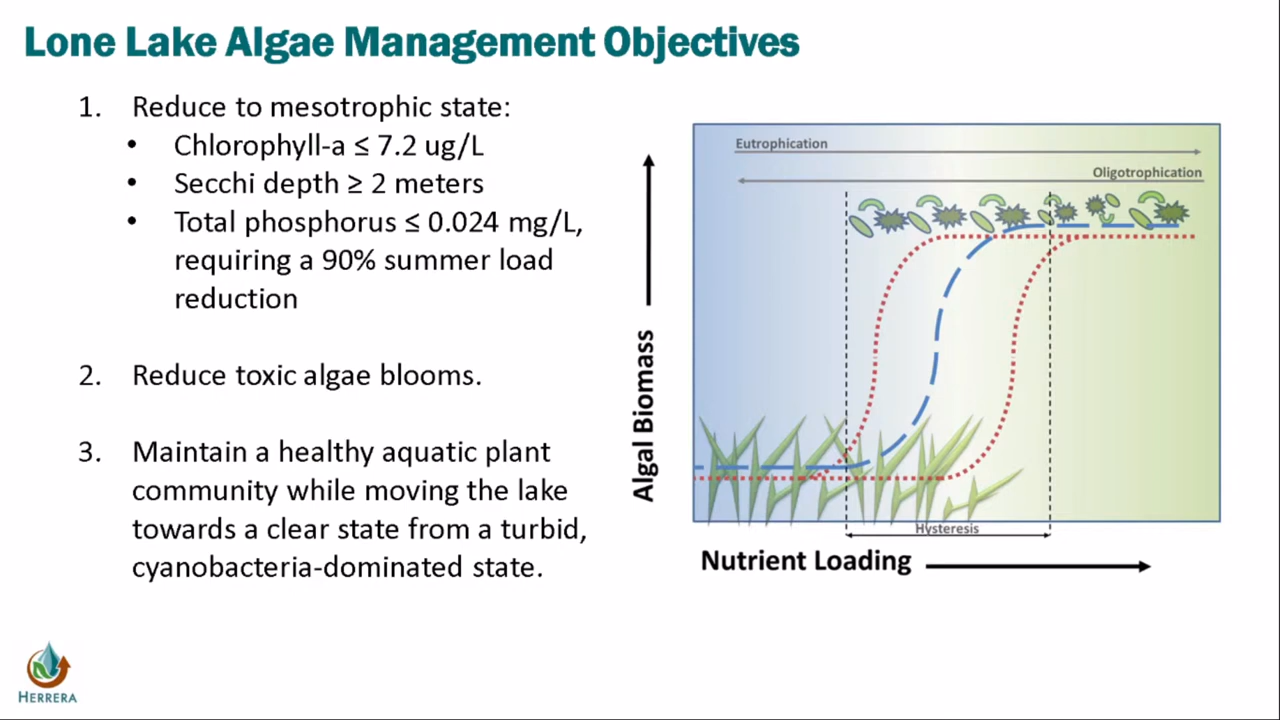 Lone Lake Algae Management Objectives
1. Reduce to mesotrophic state:
• Chlorophyll-a ≤ 7.2 ug/L
• Secchi depth ≥ 2 meters
• Total phosphorus ≤ 0.024 mg/L,
requiring a 90% summer load
reduction
2. Reduce toxic algae blooms.
3. Maintain a healthy aquatic plant
community while moving the lake
towards a clear state from a turbid,
cyanobacteria-dominated state.
Algal Biomass
Eutrophication
Oligotrophication
Hysteresis
Nutrient Loading
HERRERA